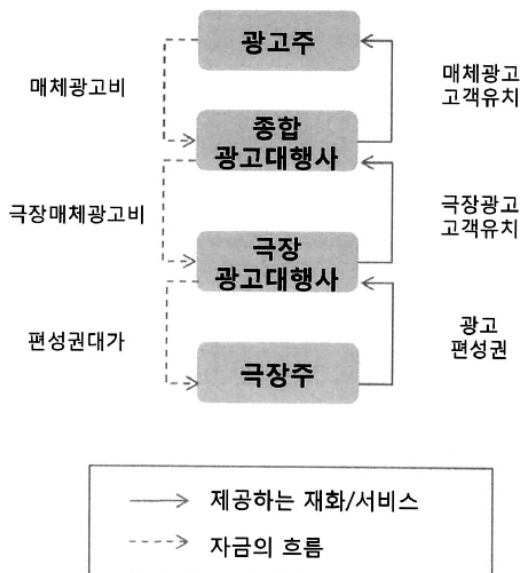 광고주
매체광고비
매체광고
고객유치
종합
광고대행사
극장매체광고비
극장광고
고객유치
극장
광고대행사
편성권대가
광고
편성권
극장주
제공하는 재화/서비스
자금의 흐름